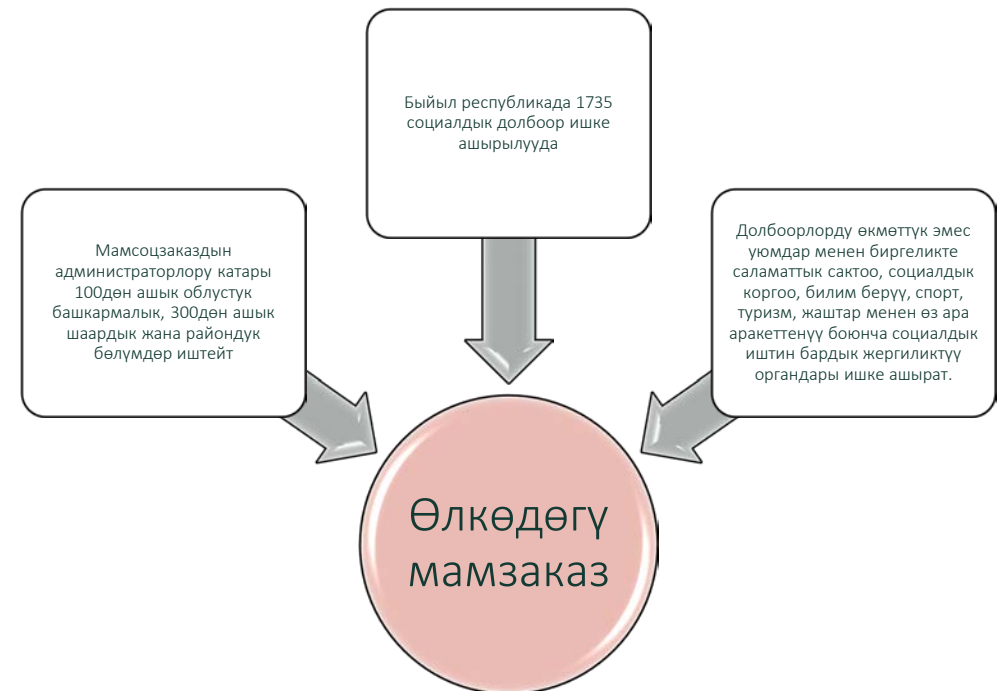 Быйыл республикада 1735
социалдык долбоор ишке
ашырылууда
Мамсоцзаказдын
администраторлору катары
100дөн ашык облустук
башкармалык, 300дөн ашык
шаардык жана райондук
бөлүмдөр иштейт
Долбоорлорду өкмөттүк эмес
уюмдар менен биргеликте
саламаттык сактоо, социалдык
коргоо, билим берүү, спорт,
туризм, жаштар менен өз ара
аракеттенүү боюнча социалдык
иштин бардык жергиликтүү
органдары ишке ашырат.
Өлкөдөгү
мамзаказ